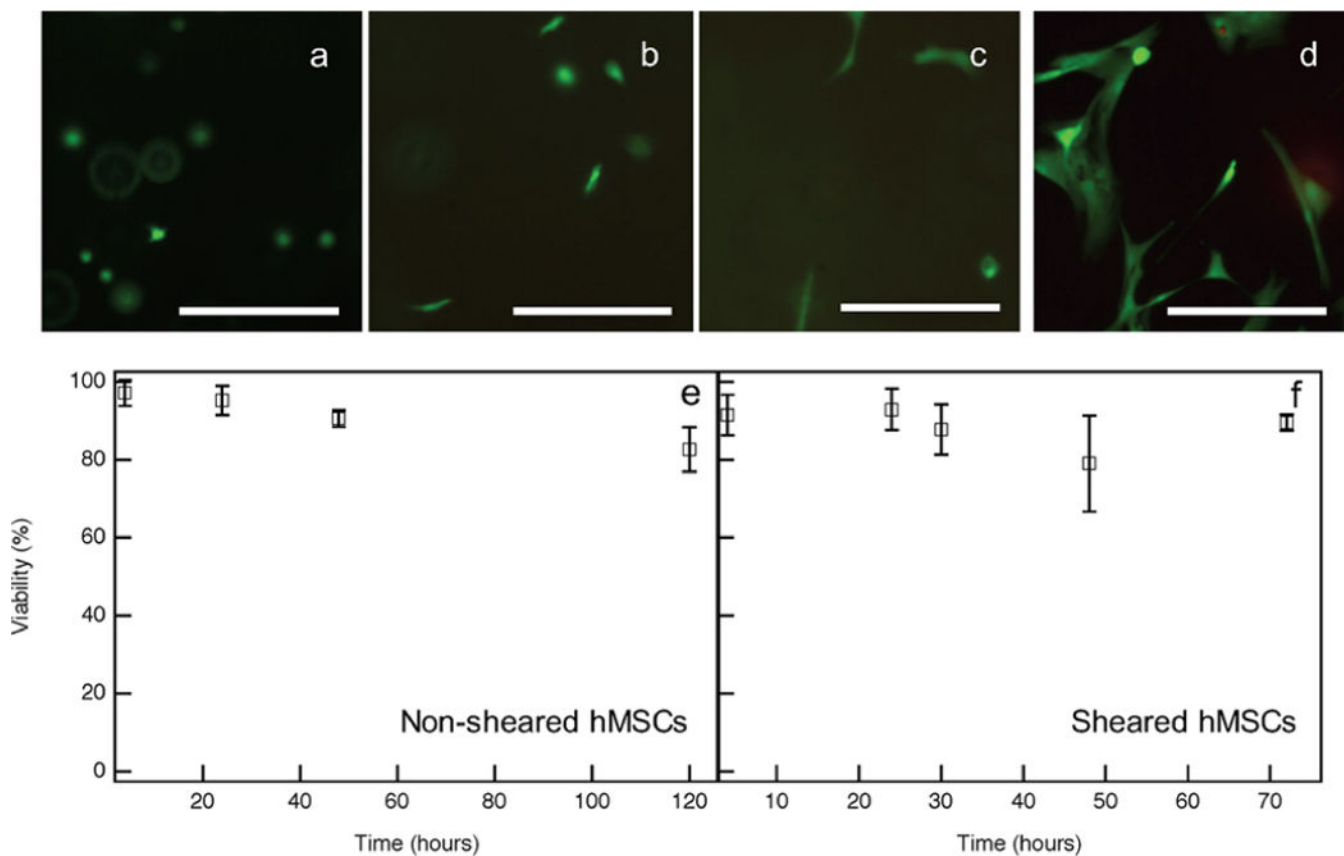 a b c d
100 e f
80
60
40
20
0
Viability (%)
Non-sheared hMSCs Sheared hMSCs
20 40 60 80 100 120 10 20 30 40 50 60 70
Time (hours) Time (hours)